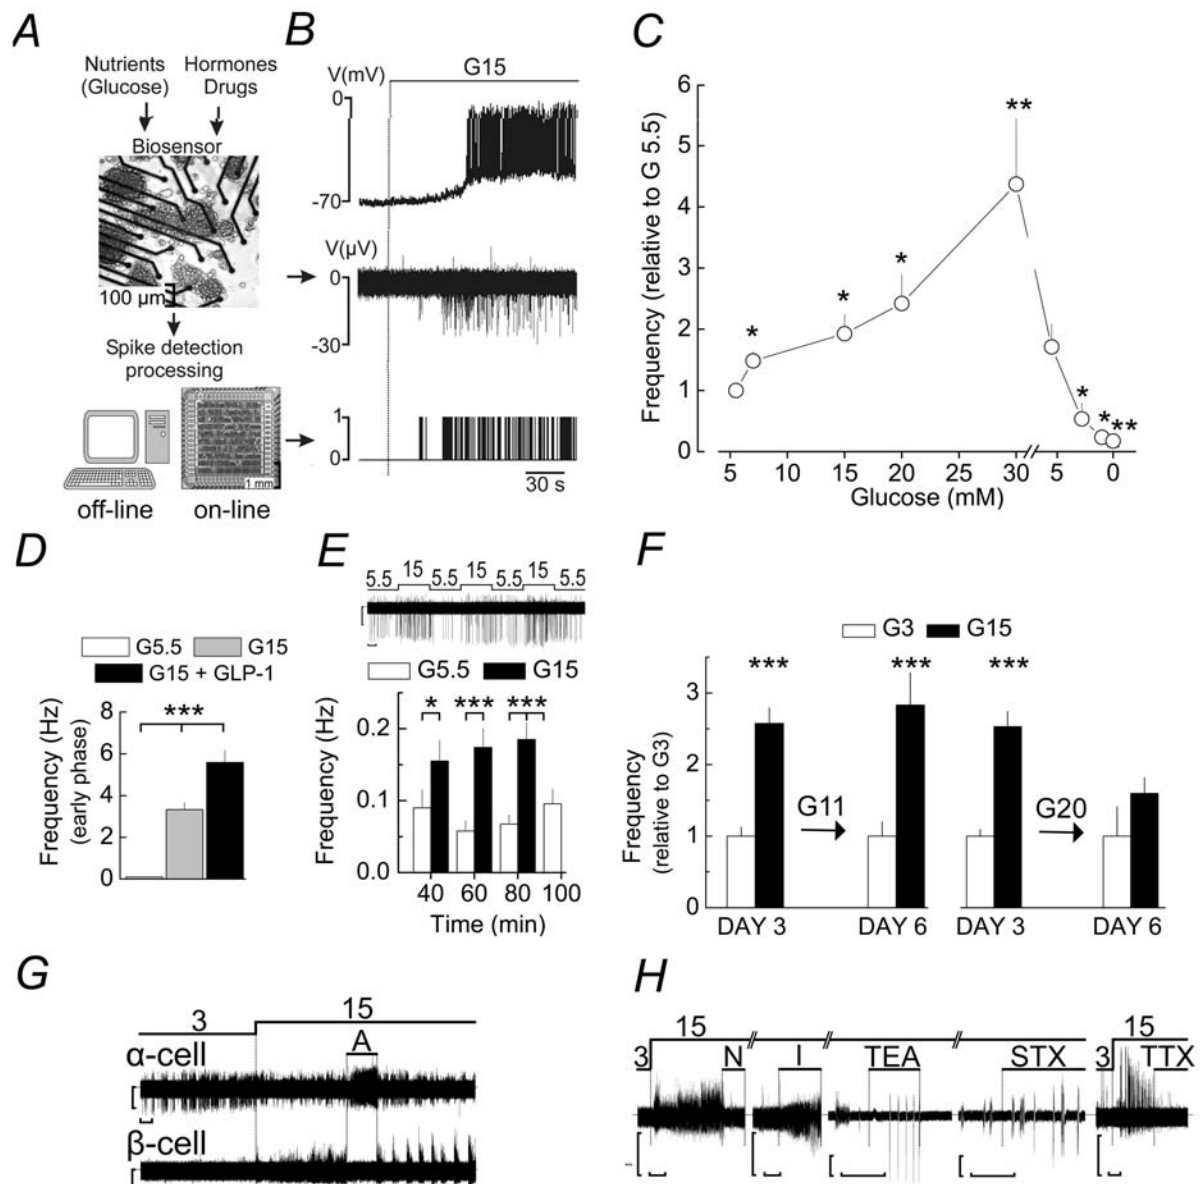 A
Nutrients
(Glucose)
Hormones
Drugs
Biosensor
100 µm
Spike detection
processing
1 mm
off-line
on-line
B
V(mV)
G15
0
-70
V(µV)
0
-30
1
0
30 s
C
Frequency (relative to G 5.5)
6
5
4
3
2
1
0
5 10 15 20 25 30 5 0
Glucose (mM)
*
*
*
**
*
*
**
D
G5.5 G15
G15 + GLP-1
***
Frequency (Hz)
(early phase)
8
6
4
2
0
E
5.5 15 5.5 15 5.5 15 5.5
G5.5 G15
* *** ***
Frequency (Hz)
0.2
0.1
0.0
40 60 80 100
Time (min)
F
G3 G15
*** *** ***
Frequency
(relative to G3)
3
2
1
0
G11
G20
DAY 3 DAY 6 DAY 3 DAY 6
G
3 15
α-cell
A
β-cell
H
15 15
3 N I TEA STX 3 TTX